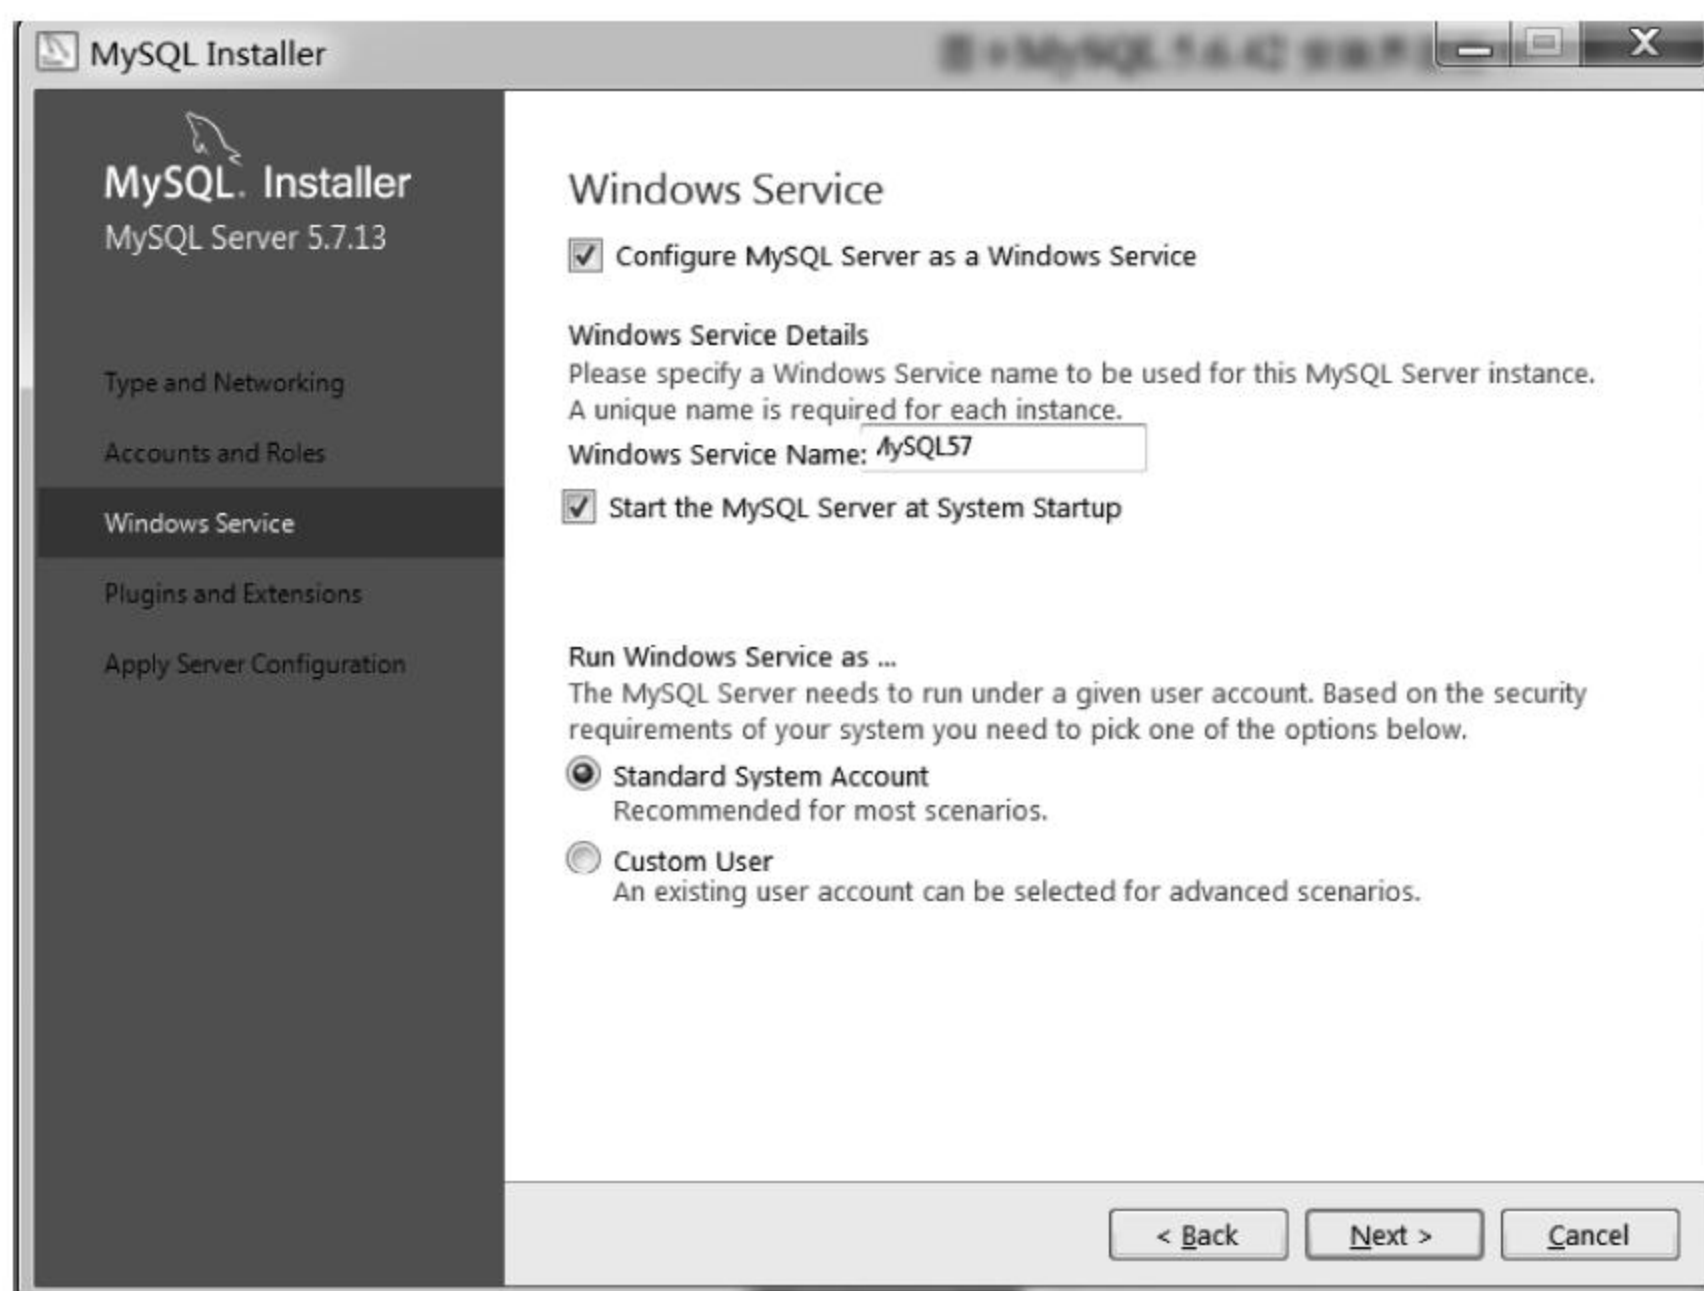 MySQL Installer
MySQL. Installer
MySQL Server 5.7.13
Type and Networking
Accounts and Roles
Windows Service
Plugins and Extensions
Apply Server Configuration
Windows Service
Configure MySQL Server as a Windows Service
Windows Service Details
Please specify a Windows Service name to be used for this MySQL Server instance.
A unique name is required for each instance.
Windows Service Name: MySQL57
Start the MySQL Server at System Startup
Run Windows Service as ...
The MySQL Server needs to run under a given user account. Based on the security
requirements of your system you need to pick one of the options below.
Standard System Account
Recommended for most scenarios.
Custom User
An existing user account can be selected for advanced scenarios.
< Back
Next >
Cancel